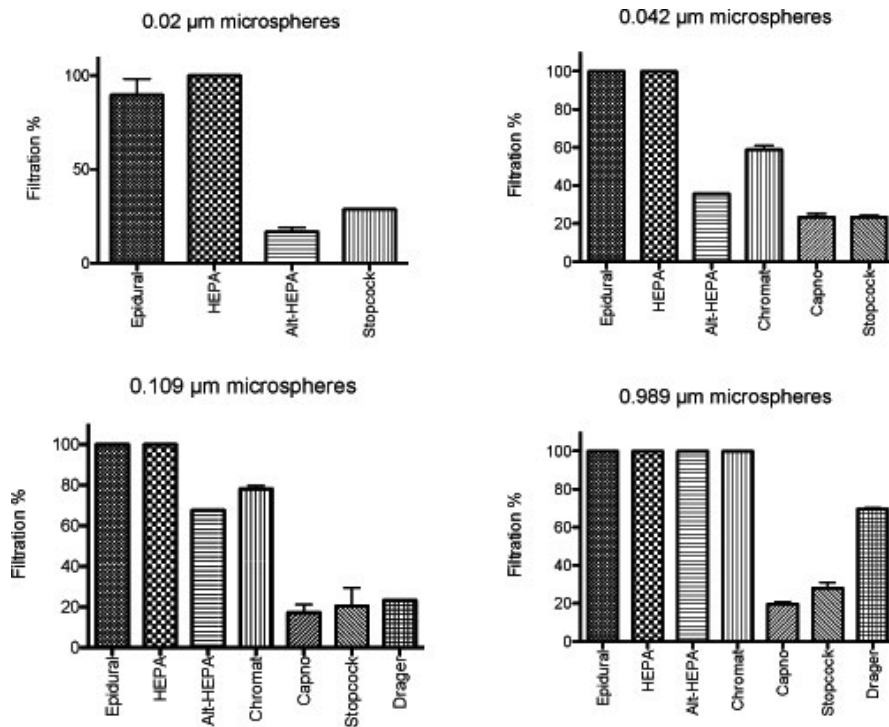 0.02 µm microspheres
Filtration %
100
50
0
Epidural
HEPA
Alt-HEPA
Stopcock
0.042 µm microspheres
Filtration %
100
80
60
40
20
0
Epidural
HEPA
Alt-HEPA
Chromat
Capno
Stopcock
0.109 µm microspheres
Filtration %
100
80
60
40
20
0
Epidural
HEPA
Alt-HEPA
Chromat
Capno
Stopcock
Drager
0.989 µm microspheres
Filtration %
100
80
60
40
20
0
Epidural
HEPA
Alt-HEPA
Chromat
Capno
Stopcock
Drager